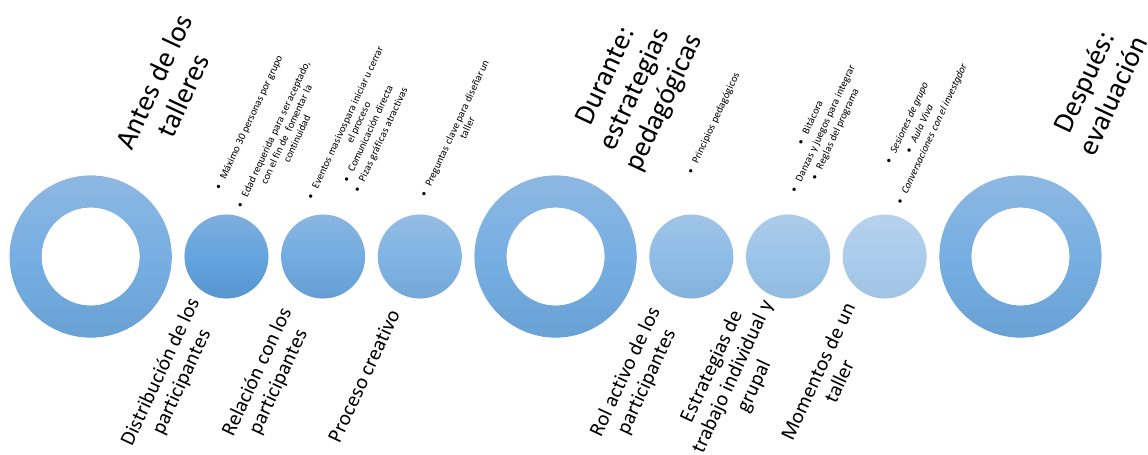 Antes de los
talleres
Distribución de los
participantes
• Máximo 30 personas por grupo
• Edad requerida para ser aceptado,
con el fin de fomentar la
continuidad
Relación con los
participantes
• Eventos masivos para iniciar u cerrar
el proceso
• Comunicación directa
• Pizas gráficas atractivas
Proceso creativo
• Preguntas clave para diseñar un
taller
Durante:
estrategias
pedagógicas
Rol activo de los
participantes
• Principios pedagógicos
Estrategias de
trabajo individual y
grupal
• Bitácora
• Danzas y juegos para integrar
• Reglas del programa
Momentos de un
taller
• Sesiones de grupo
• Aula Viva
• Conversaciones con el investgdor
Después:
evaluación